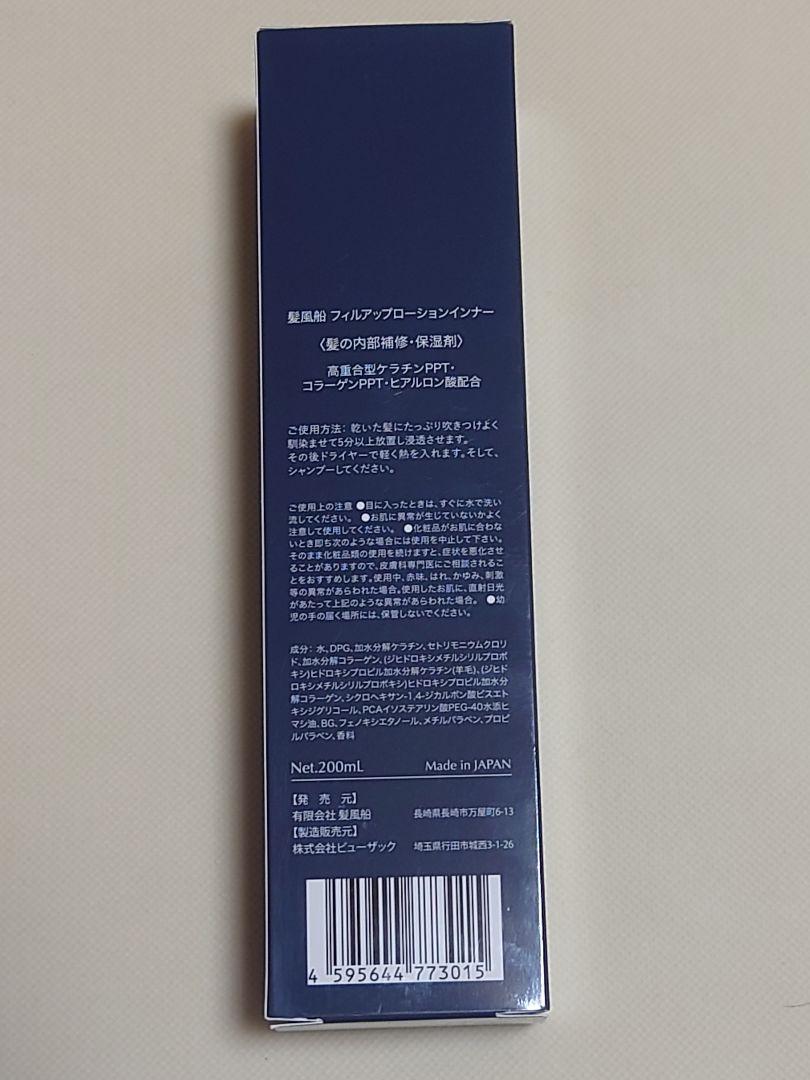 髪風船 フィルアップローションインナー
〈髪の内部補修・保湿剤〉
高重合型ケラチンPPT・
コラーゲンPPT・ヒアルロン酸配合
ご使用方法：乾いた髪にたっぷり吹きつけよく
馴染ませて5分以上放置し浸透させます。
その後ドライヤーで軽く熱を入れます。そして、
シャンプーしてください。
ご使用上の注意 ●目に入ったときは、すぐに水で洗い
流してください。 ●お肌に異常が生じていないかよく
注意して使用してください。 ●化粧品がお肌に合わな
いとき即ち次のような場合には使用を中止して下さい。
そのまま化粧品類の使用を続けますと、症状を悪化させ
ることがありますので、皮膚科専門医にご相談されるこ
とをおすすめします。使用中、赤味、はれ、かゆみ、刺激
等の異常があらわれた場合。使用したお肌に、直射日光
があたって上記のような異常があらわれた場合。 ●幼
児の手の届く場所には、保管しないでください。
成分：水、DPG、加水分解ケラチン、セトリモニウムクロリ
ド、加水分解コラーゲン、(ジヒドロキシメチルシリルプロポ
キシ)ヒドロキシプロピル加水分解ケラチン(羊毛)、(ジヒド
ロキシメチルシリルプロポキシ)ヒドロキシプロピル加水分
解コラーゲン、シクロヘキサン-1,4-ジカルボン酸ビスエト
キシジグリコール、PCAイソステアリン酸PEG-40水添ヒ
マシ油、BG、フェノキシエタノール、メチルパラベン、プロピ
ルパラベン、香料
Net.200mL Made in JAPAN
【発 売 元】
有限会社 髪風船 長崎県長崎市万屋町6-13
【製造販売元】
株式会社ビューザック 埼玉県行田市城西3-1-26
4 595644 773015